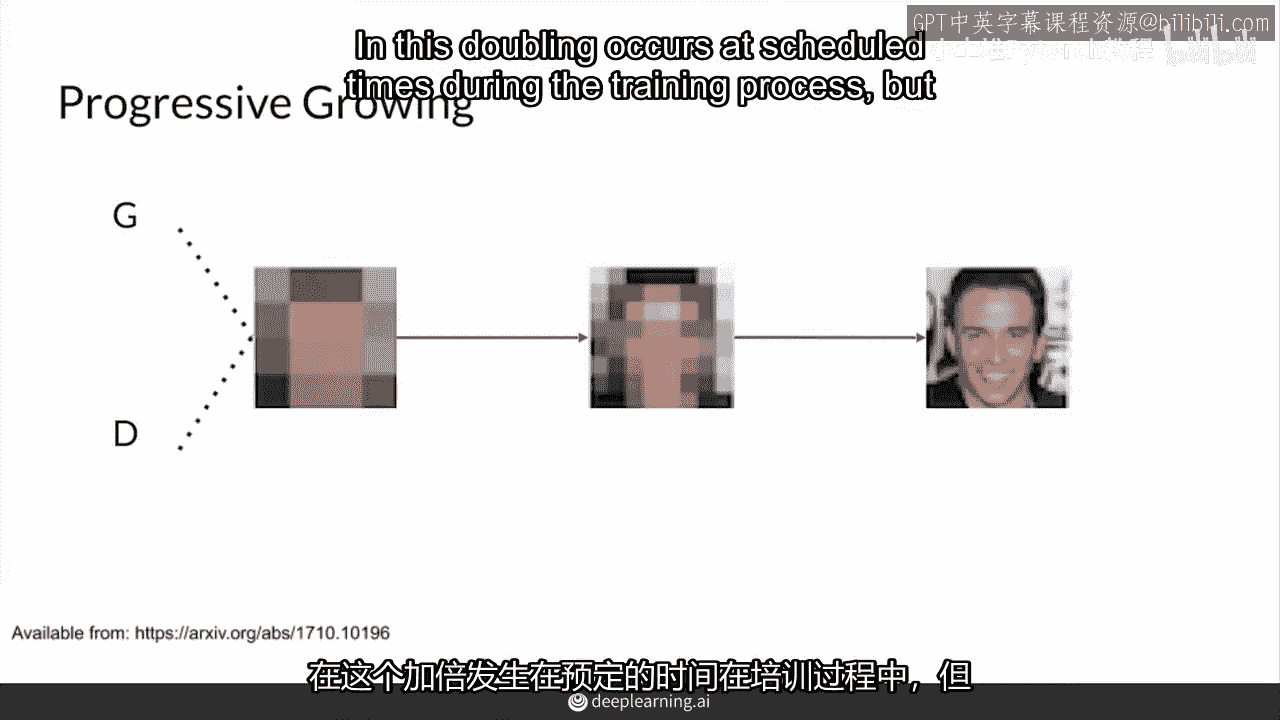 GPT中英字幕课程资源@bilibili.com
In this doubling occurs at scheduled
times during the training process, but
Progressive Growing
G
D
Available from: https://arxiv.org/abs/1710.10196
在这个加倍发生在预定的时间在培训过程中，但
deeplearning.ai